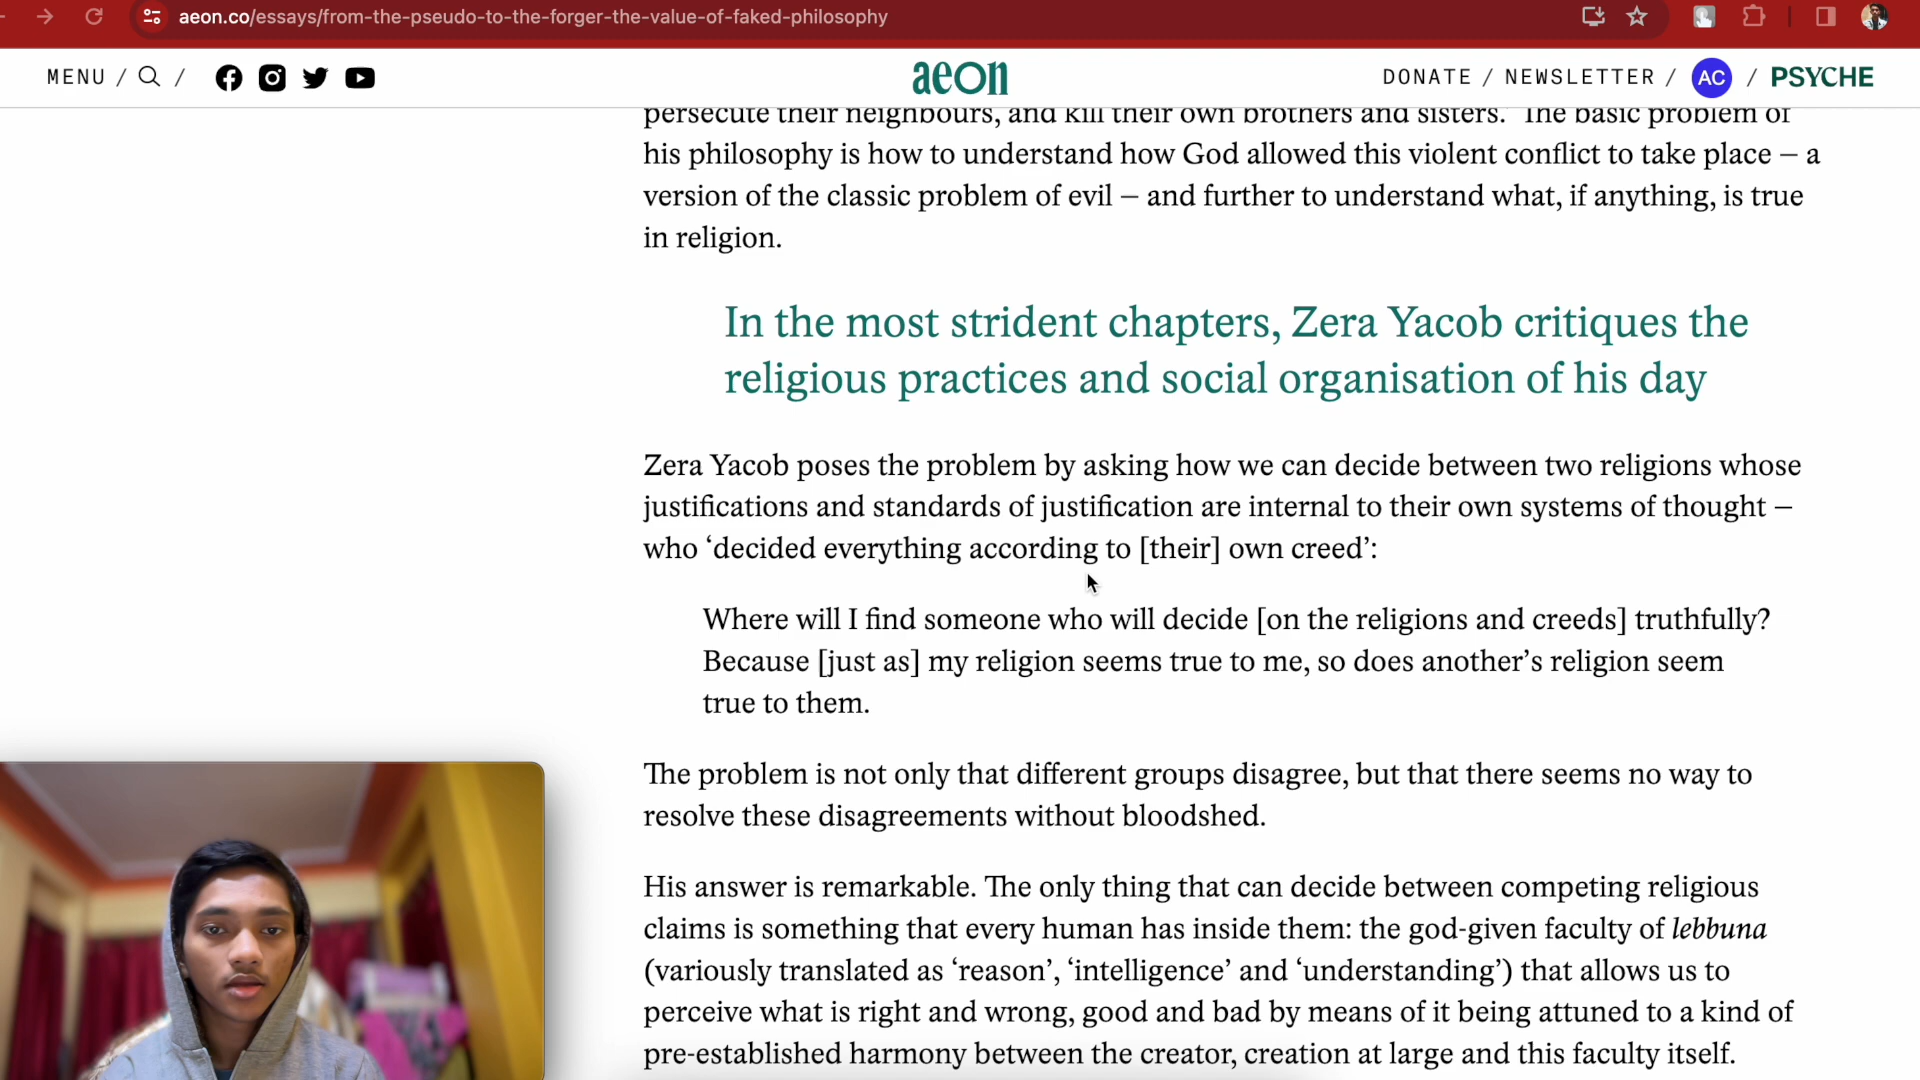 aeon.co/essays/from-the-pseudo-to-the-forger-the-value-of-faked-philosophy
MENU / /
aeon
DONATE / NEWSLETTER / AC / PSYCHE
persecute their neighbours, and kill their own brothers and sisters.’ The basic problem of
his philosophy is how to understand how God allowed this violent conflict to take place – a
version of the classic problem of evil – and further to understand what, if anything, is true
in religion.
In the most strident chapters, Zera Yacob critiques the
religious practices and social organisation of his day
Zera Yacob poses the problem by asking how we can decide between two religions whose
justifications and standards of justification are internal to their own systems of thought –
who ‘decided everything according to [their] own creed’:
Where will I find someone who will decide [on the religions and creeds] truthfully?
Because [just as] my religion seems true to me, so does another’s religion seem
true to them.
The problem is not only that different groups disagree, but that there seems no way to
resolve these disagreements without bloodshed.
His answer is remarkable. The only thing that can decide between competing religious
claims is something that every human has inside them: the god-given faculty of lebbuna
(variously translated as ‘reason’, ‘intelligence’ and ‘understanding’) that allows us to
perceive what is right and wrong, good and bad by means of it being attuned to a kind of
pre-established harmony between the creator, creation at large and this faculty itself.